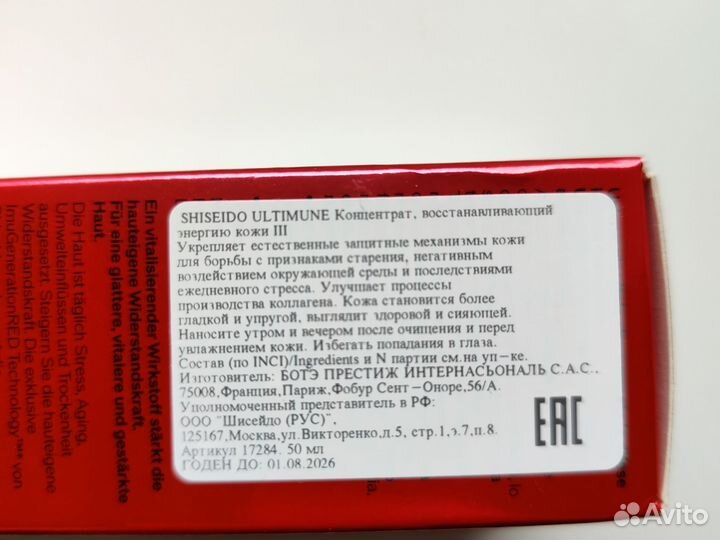 SHISEIDO ULTIMUNE Концентрат, восстанавливающий
энергию кожи III
Укрепляет естественные защитные механизмы кожи
для борьбы с признаками старения, негативным
воздействием окружающей среды и последствиями
ежедневного стресса. Улучшает процессы
производства коллагена. Кожа становится более
гладкой и упругой, выглядит здоровой и сияющей.
Наносите утром и вечером после очищения и перед
увлажнением кожи. Избегать попадания в глаза.
Состав (по INCI)/Ingredients и N партии см.на уп-ке.
Изготовитель: БОТЭ ПРЕСТИЖ ИНТЕРНАСЬОНАЛЬ С.А.С.,
75008,Франция,Париж,Фобур Сент-Оноре,56/А.
Уполномоченный представитель в РФ:
ООО "Шисейдо (РУС)".
125167,Москва,ул.Викторенко,д.5, стр.1,э.7,п.8.
Артикул 17284. 50 мл
ГОДЕН ДО: 01.08.2026
EAC
Ein vitalisierender Wirkstoff stärkt die
hauteigene Widerstandskraft.
Für eine glattere, vitalere und gestärkte
Haut.
Die Haut ist täglich Stress, Aging,
Umwelteinflüssen und Trockenheit
ausgesetzt. Steigern Sie die hauteigene
Widerstandskraft. Die exklusive
ImuGenerationRED Technology™ von
Avito